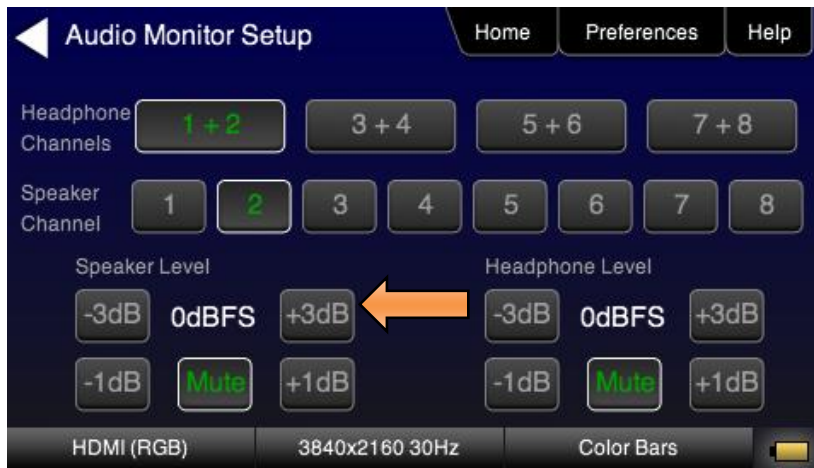 Audio Monitor Setup Home Preferences Help
Headphone
Channels
1 + 2 3 + 4 5 + 6 7 + 8
Speaker
Channel
1 2 3 4 5 6 7 8
Speaker Level Headphone Level
-3dB 0dBFS +3dB -3dB 0dBFS +3dB
-1dB Mute +1dB -1dB Mute +1dB
HDMI (RGB) 3840x2160 30Hz Color Bars